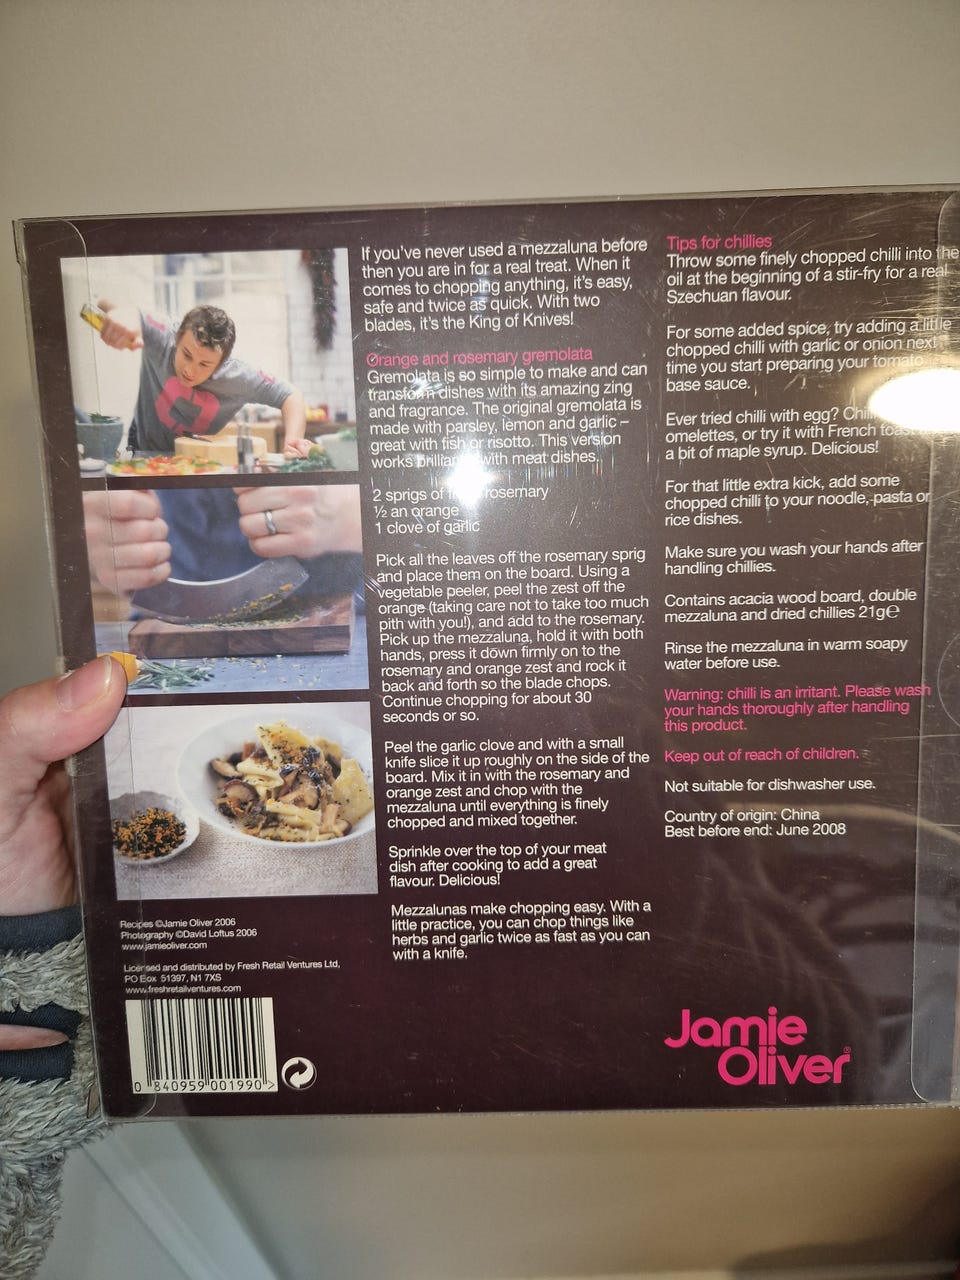 If you've never used a mezzaluna before
then you are in for a real treat. When it
comes to chopping anything, it's easy,
safe and twice as quick. With two
blades, it's the King of Knives!
Orange and rosemary gremolata
Gremolata is so simple to make and can
transform dishes with its amazing zing
and fragrance. The original gremolata is
made with parsley, lemon and garlic –
great with fish or risotto. This version
works brilliantly with meat dishes.
2 sprigs of rosemary
½ an orange
1 clove of garlic
Pick all the leaves off the rosemary sprig
and place them on the board. Using a
vegetable peeler, peel the zest off the
orange (taking care not to take too much
pith with you!), and add to the rosemary.
Pick up the mezzaluna, hold it with both
hands, press it down firmly on to the
rosemary and orange zest and rock it
back and forth so the blade chops.
Continue chopping for about 30
seconds or so.
Peel the garlic clove and with a small
knife slice it up roughly on the side of the
board. Mix it in with the rosemary and
orange zest and chop with the
mezzaluna until everything is finely
chopped and mixed together.
Sprinkle over the top of your meat
dish after cooking to add a great
flavour. Delicious!
Mezzalunas make chopping easy. With a
little practice, you can chop things like
herbs and garlic twice as fast as you can
with a knife.
Tips for chillies
Throw some finely chopped chilli into the
oil at the beginning of a stir-fry for a real
Szechuan flavour.
For some added spice, try adding a little
chopped chilli with garlic or onion next
time you start preparing your tomato
base sauce.
Ever tried chilli with egg?
omelettes, or try it with French toast
a bit of maple syrup. Delicious!
For that little extra kick, add some
chopped chilli to your noodle, pasta or
rice dishes.
Make sure you wash your hands after
handling chillies.
Contains acacia wood board, double
mezzaluna and dried chillies 21g℮
Rinse the mezzaluna in warm soapy
water before use.
Warning: chilli is an irritant. Please wash
your hands thoroughly after handling
this product.
Keep out of reach of children.
Not suitable for dishwasher use.
Country of origin: China
Best before end: June 2008
Recipes ©Jamie Oliver 2006
Photography ©David Loftus 2006
www.jamieoliver.com
Licensed and distributed by Fresh Retail Ventures Ltd,
PO Box 51397, N1 7XS
www.freshretailventures.com
0 840959 001990 >
Jamie
Oliver®